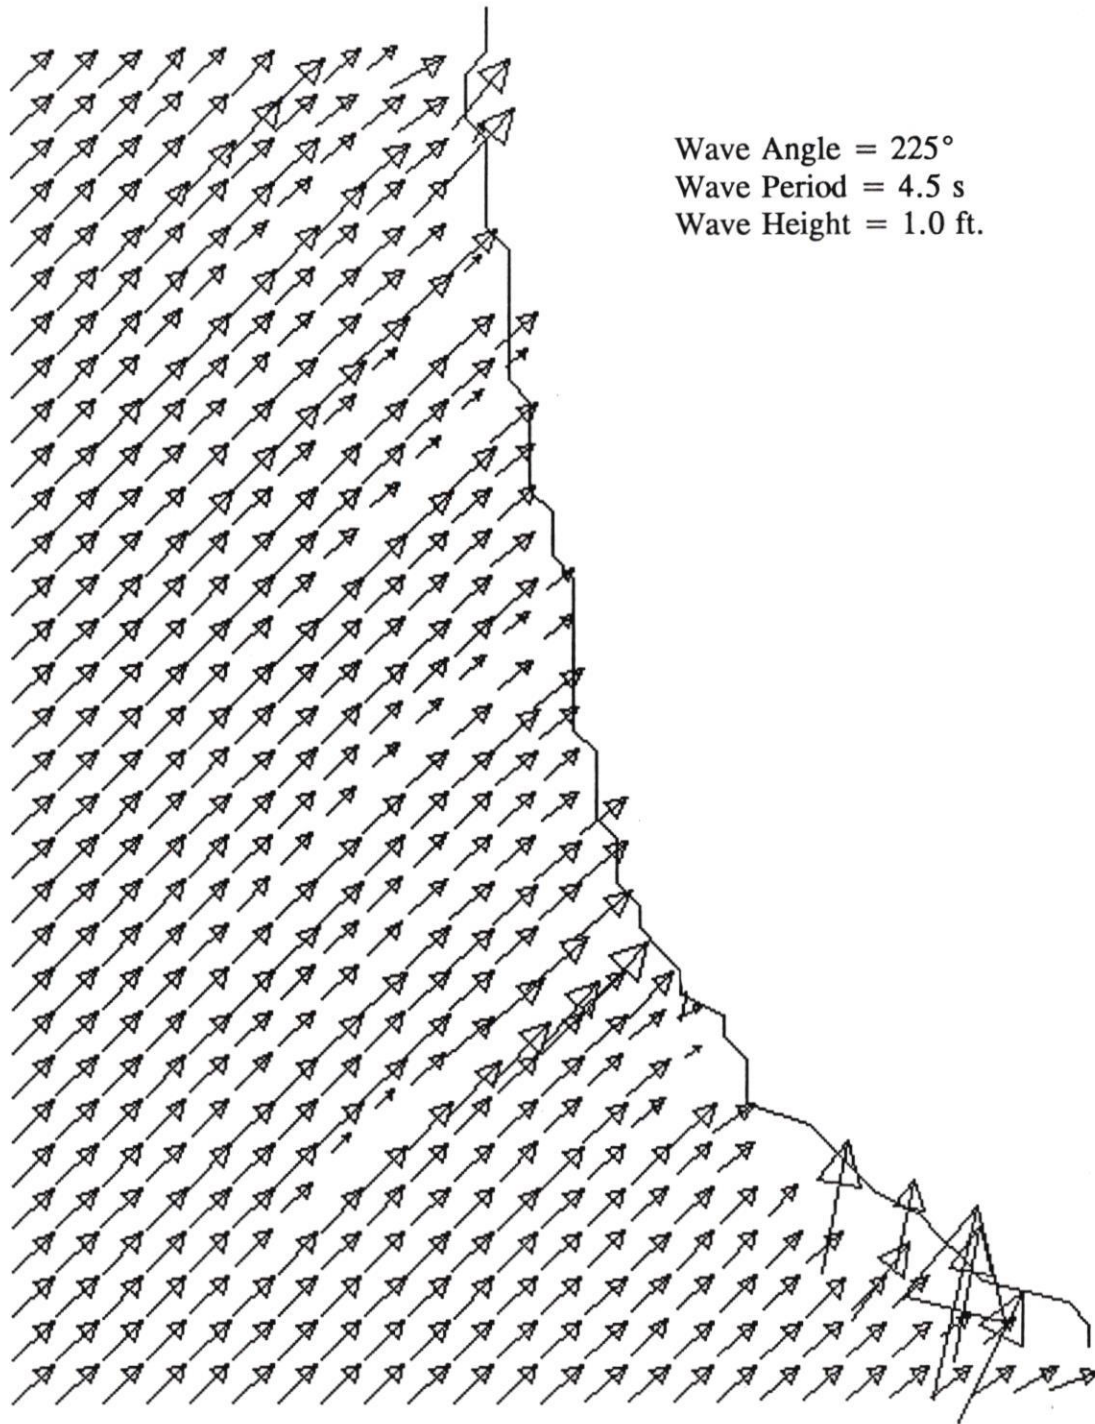 Wave Angle = 225°
Wave Period = 4.5 s
Wave Height = 1.0 ft.